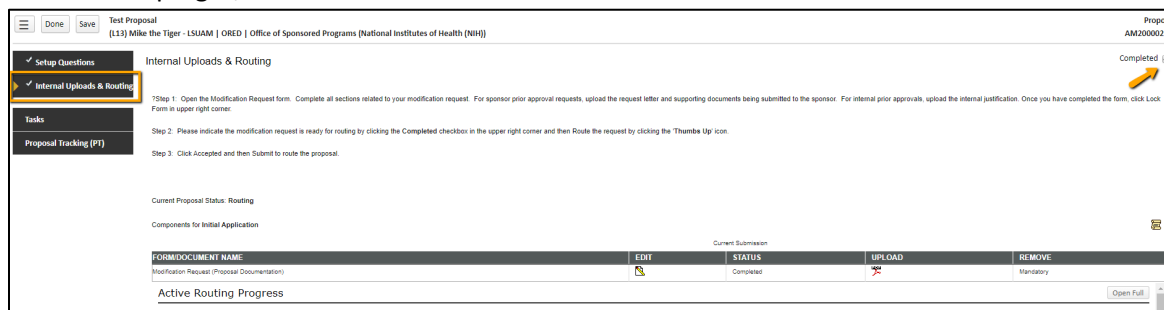 Done Save Test Proposal Propo
(L13) Mike the Tiger - LSUAM | ORED | Office of Sponsored Programs (National Institutes of Health (NIH)) AM200002
Setup Questions Internal Uploads & Routing Completed
Internal Uploads & Routing
?Step 1: Open the Modification Request form. Complete all sections related to your modification request. For sponsor prior approval requests, upload the request letter and supporting documents being submitted to the sponsor. For internal prior approvals, upload the internal justification. Once you have completed the form, click Lock
Form in upper right corner.
Tasks
Step 2: Please indicate the modification request is ready for routing by clicking the Completed checkbox in the upper right corner and then Route the request by clicking the 'Thumbs Up' icon.
Proposal Tracking (PT)
Step 3: Click Accepted and then Submit to route the proposal.
Current Proposal Status: Routing
Components for Initial Application
Current Submission
FORM/DOCUMENT NAME EDIT STATUS UPLOAD REMOVE
Modification Request (Proposal Documentation) Completed Mandatory
Active Routing Progress Open Full